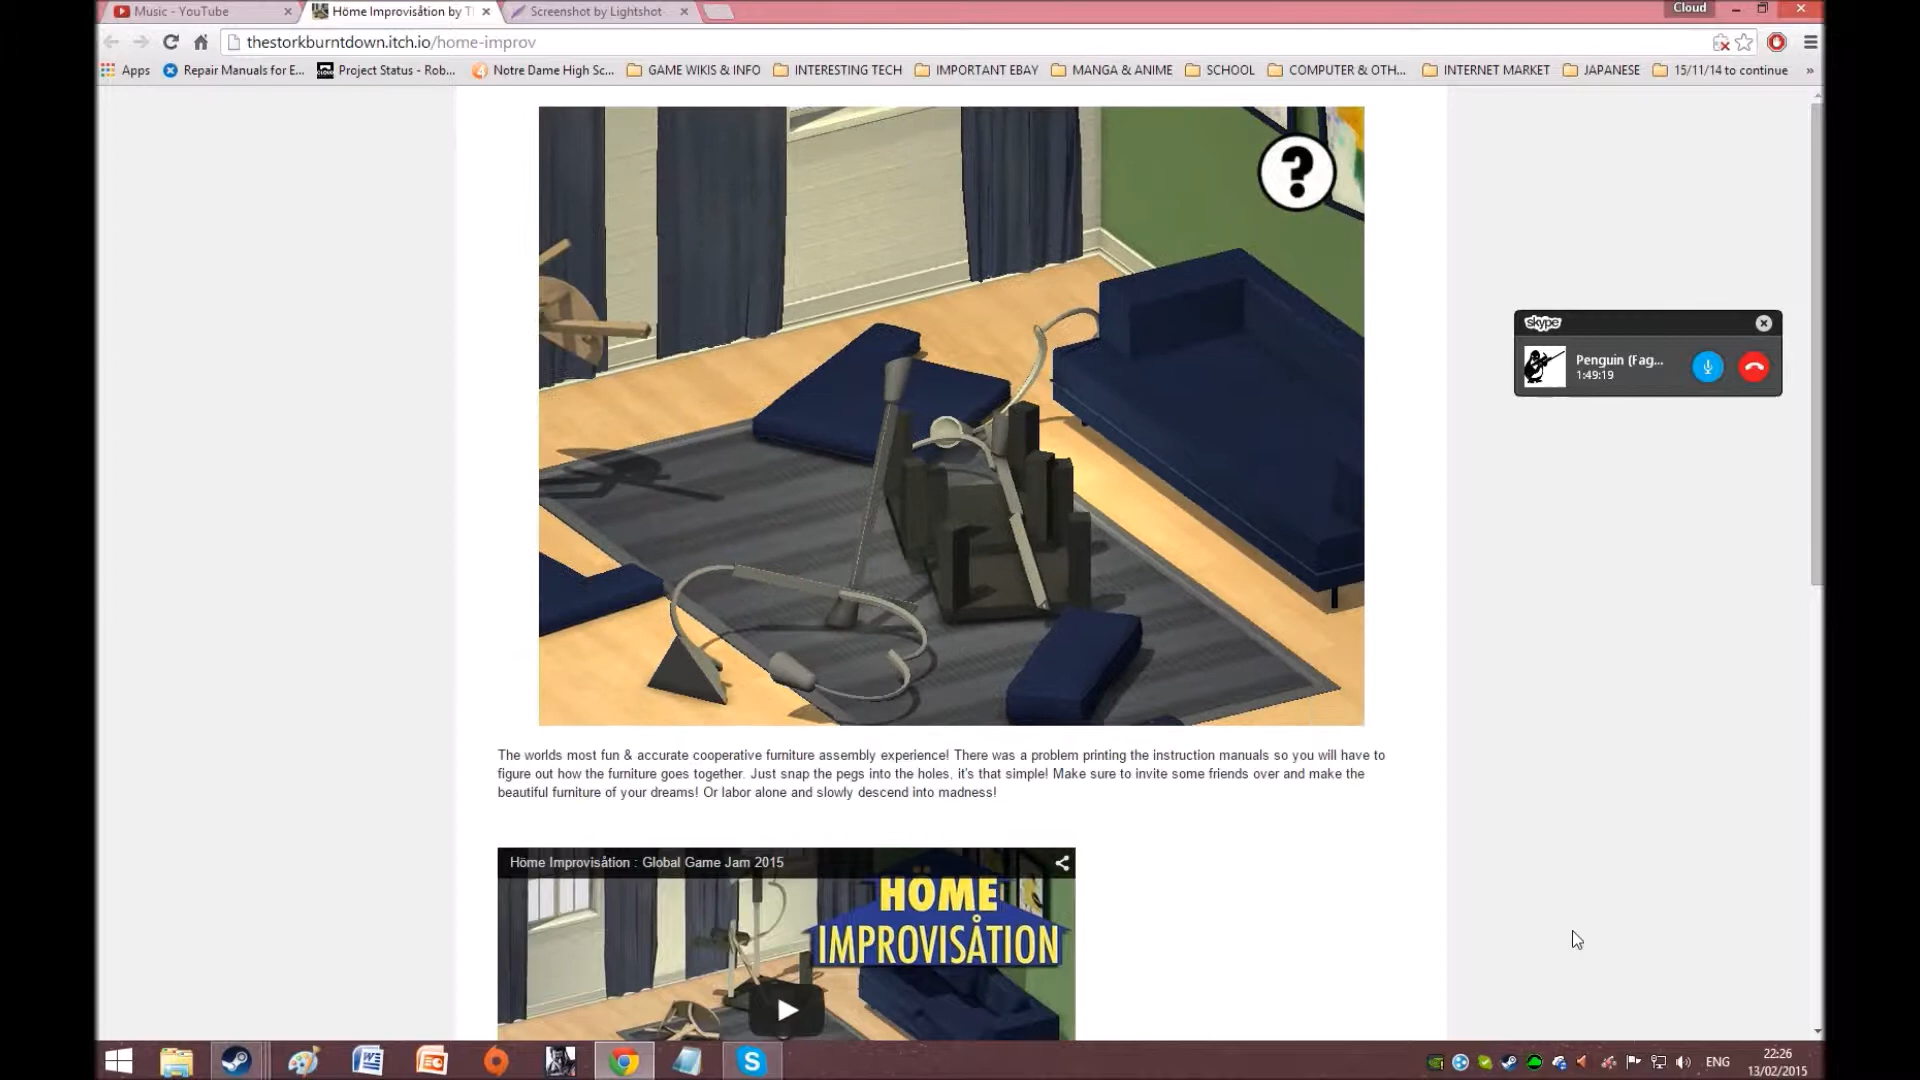 Music - YouTube
Höme Improvisåtion by T
Screenshot by Lightshot
Cloud
thestorkburntdown.itch.io/home-improv
Apps
Repair Manuals for E...
Project Status - Rob...
Notre Dame High Sc...
GAME WIKIS & INFO
INTERESTING TECH
IMPORTANT EBAY
MANGA & ANIME
SCHOOL
COMPUTER & OTH...
INTERNET MARKET
JAPANESE
15/11/14 to continue
»
?
skype
Penguin (Fag...
1:49:19
The worlds most fun & accurate cooperative furniture assembly experience! There was a problem printing the instruction manuals so you will have to
figure out how the furniture goes together. Just snap the pegs into the holes, it's that simple! Make sure to invite some friends over and make the
beautiful furniture of your dreams! Or labor alone and slowly descend into madness!
Höme Improvisåtion : Global Game Jam 2015
HÖME
IMPROVISÅTION
ENG
22:26
13/02/2015